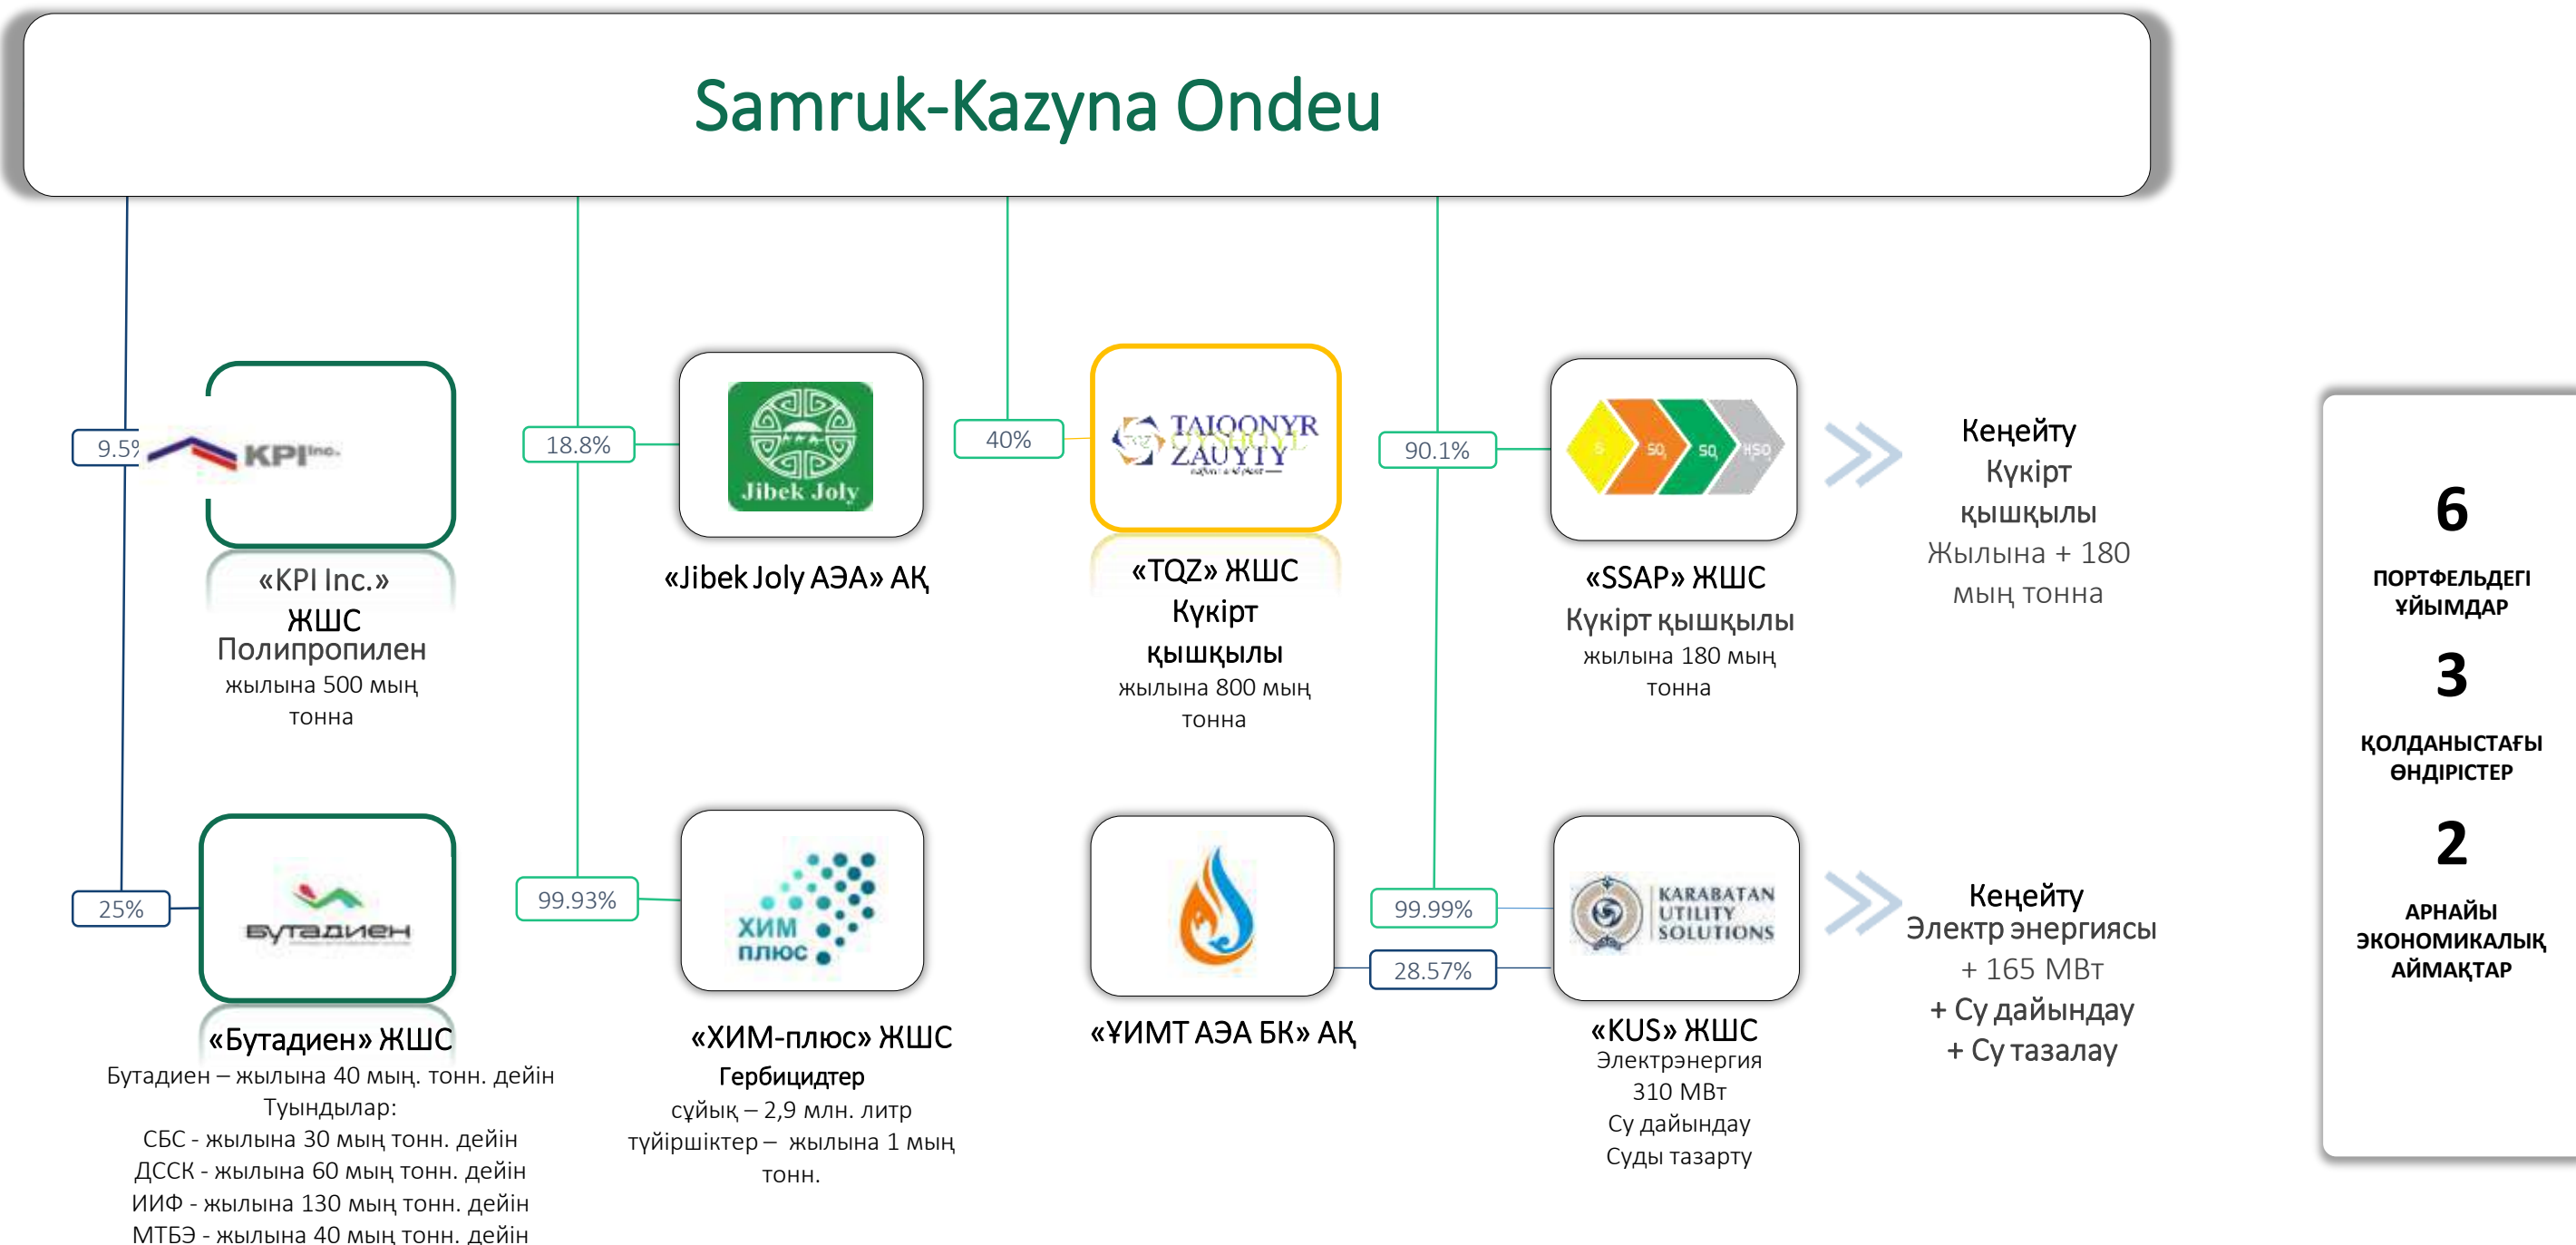 Samruk-Kazyna Ondeu
9.5%
KPI Inc.
«KPI Inc.»
ЖШС
Полипропилен
жылына 500 мың
тонна
18.8%
Jibek Joly
«Jibek Joly АЭА» АҚ
40%
ZAUYTY
«TQZ» ЖШС
Күкірт
қышқылы
жылына 800 мың
тонна
90.1%
S SO₂ SO₃ H₂SO₄
«SSAP» ЖШС
Күкірт қышқылы
жылына 180 мың
тонна
Кеңейту
Күкірт
қышқылы
Жылына + 180
мың тонна
25%
БУТАДИЕН
«Бутадиен» ЖШС
Бутадиен – жылына 40 мың. тонн. дейін
Туындылар:
СБС - жылына 30 мың тонн. дейін
ДССК - жылына 60 мың тонн. дейін
ИИФ - жылына 130 мың тонн. дейін
МТБЭ - жылына 40 мың тонн. дейін
99.93%
ХИМ
ПЛЮС
«ХИМ-плюс» ЖШС
Гербицидтер
сұйық – 2,9 млн. литр
түйіршіктер – жылына 1 мың
тонн.
«ҰИМТ АЭА БК» АҚ
99.99%
28.57%
KARABATAN
UTILITY
SOLUTIONS
«KUS» ЖШС
Электрэнергия
310 МВт
Су дайындау
Суды тазарту
Кеңейту
Электр энергиясы
+ 165 МВт
+ Су дайындау
+ Су тазалау
6
ПОРТФЕЛЬДЕГІ
ҰЙЫМДАР
3
ҚОЛДАНЫСТАҒЫ
ӨНДІРІСТЕР
2
АРНАЙЫ
ЭКОНОМИКАЛЫҚ
АЙМАҚТАР